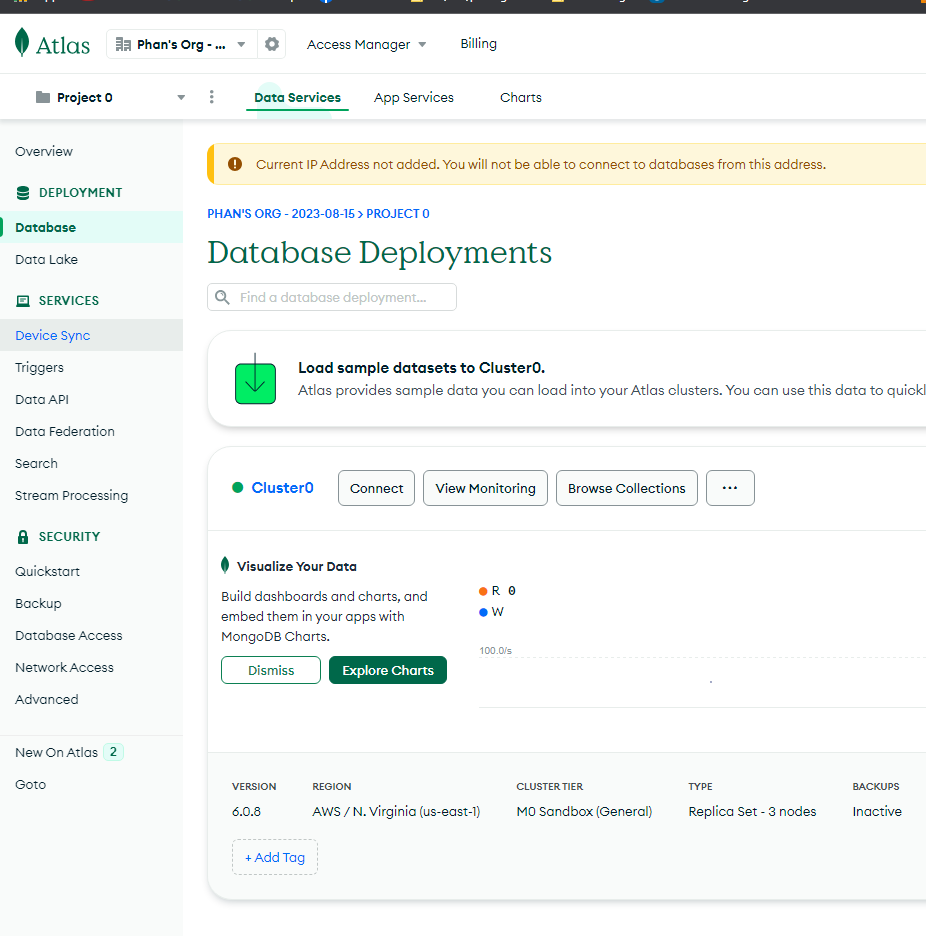 Atlas
Phan's Org - ...
Access Manager
Billing
Project 0
Data Services
App Services
Charts
Overview
DEPLOYMENT
Database
Data Lake
SERVICES
Device Sync
Triggers
Data API
Data Federation
Search
Stream Processing
SECURITY
Quickstart
Backup
Database Access
Network Access
Advanced
New On Atlas 2
Goto
Current IP Address not added. You will not be able to connect to databases from this address.
PHAN'S ORG - 2023-08-15 > PROJECT 0
Database Deployments
Find a database deployment...
Load sample datasets to Cluster0.
Atlas provides sample data you can load into your Atlas clusters. You can use this data to quickl
Cluster0
Connect
View Monitoring
Browse Collections
...
Visualize Your Data
Build dashboards and charts, and
embed them in your apps with
MongoDB Charts.
Dismiss
Explore Charts
R 0
W
100.0/s
VERSION
REGION
CLUSTER TIER
TYPE
BACKUPS
6.0.8
AWS / N. Virginia (us-east-1)
M0 Sandbox (General)
Replica Set - 3 nodes
Inactive
+ Add Tag